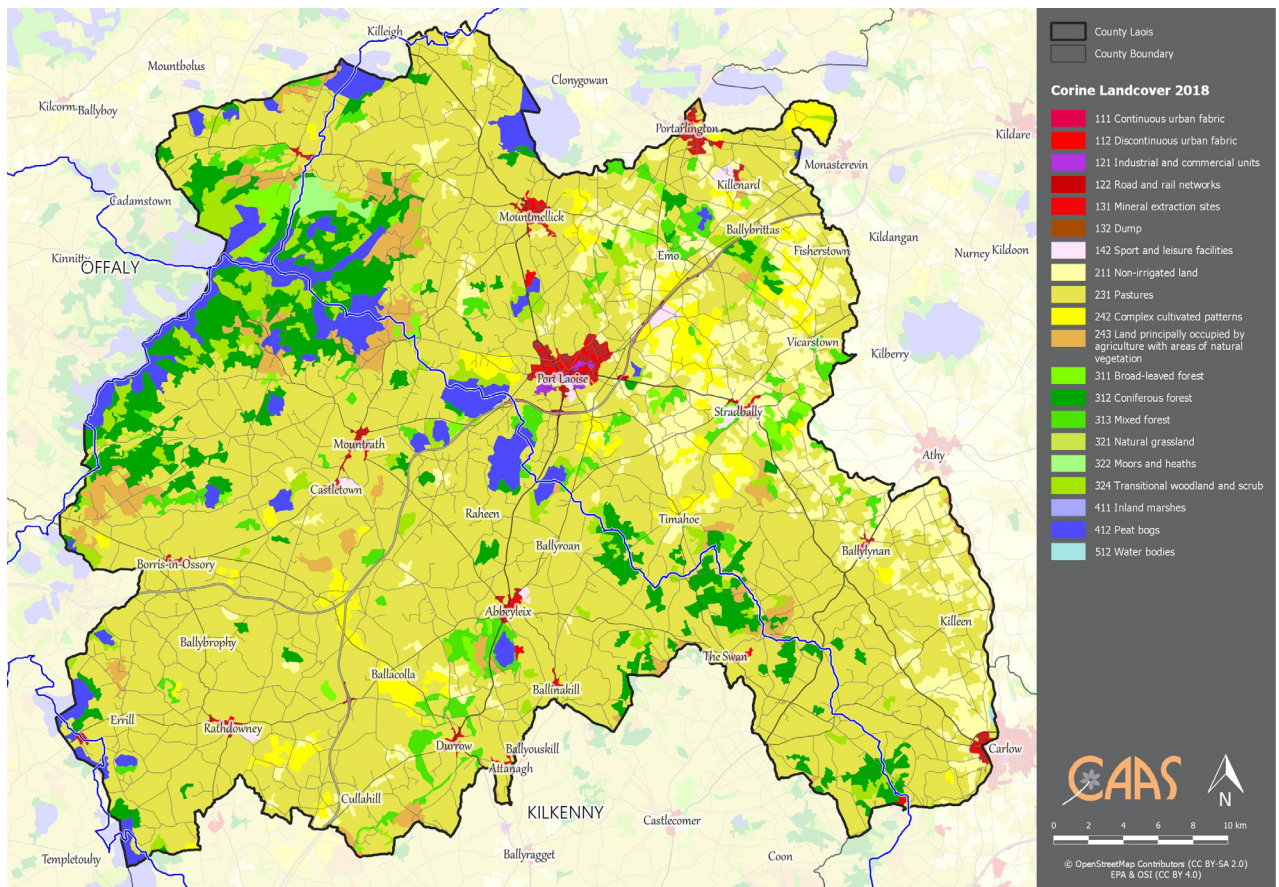 Killeigh
Mountbolus
Clonygowan
Kilcorm
Ballyboy
Portarlington
Kildare
Monasterevin
Killenard
Cadamstown
Mountmellick
Ballybrittas
Kildangan
Fisherstown
Nurney
Kildoon
Kinnitty
OFFALY
Emo
Vicarstown
Kilberry
Port Laoise
Stradbally
Mountrath
Athy
Castletown
Raheen
Timahoe
Ballyroan
Ballylynan
Borris-in-Ossory
Abbeyleix
Killeen
Ballybrophy
The Swan
Ballacolla
Ballinakill
Errill
Rathdowney
Durrow
Ballyouskill
Attanagh
Carlow
Cullahill
KILKENNY
Castlecomer
Templetouhy
Ballyragget
Coon
County Laois
County Boundary
Corine Landcover 2018
111 Continuous urban fabric
112 Discontinuous urban fabric
121 Industrial and commercial units
122 Road and rail networks
131 Mineral extraction sites
132 Dump
142 Sport and leisure facilities
211 Non-irrigated land
231 Pastures
242 Complex cultivated patterns
243 Land principally occupied by
agriculture with areas of natural
vegetation
311 Broad-leaved forest
312 Coniferous forest
313 Mixed forest
321 Natural grassland
322 Moors and heaths
324 Transitional woodland and scrub
411 Inland marshes
412 Peat bogs
512 Water bodies
CAAS
N
0 2 4 6 8 10 km
© OpenStreetMap Contributors (CC BY-SA 2.0)
EPA & OSI (CC BY 4.0)